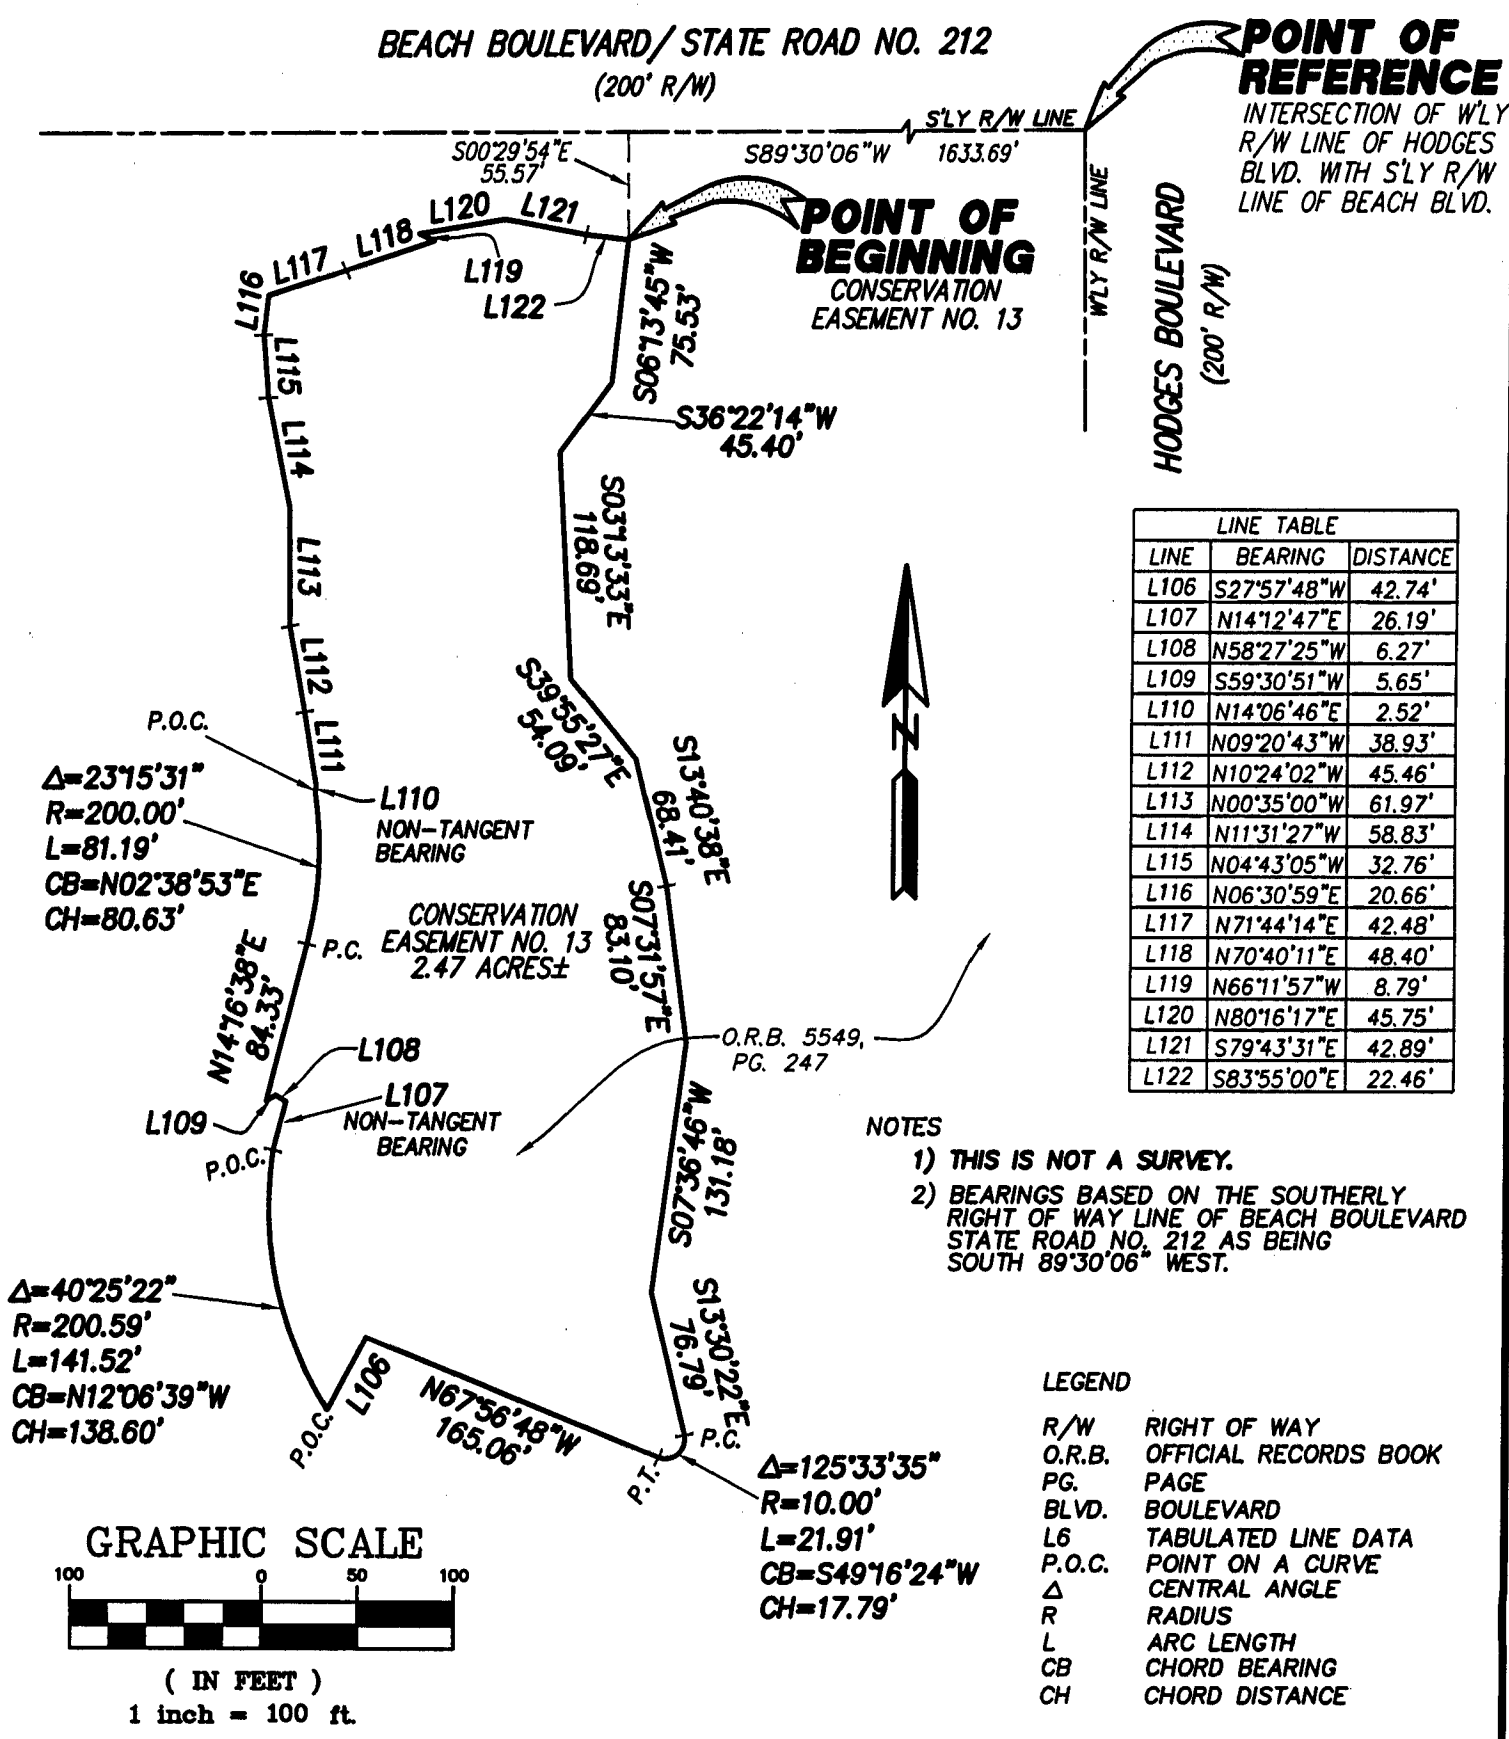 BEACH BOULEVARD/ STATE ROAD NO. 212
(200' R/W)
POINT OF
REFERENCE
INTERSECTION OF W'LY
R/W LINE OF HODGES
BLVD. WITH S'LY R/W
LINE OF BEACH BLVD.
S'LY R/W LINE
S00°29'54"E
55.57'
S89°30'06"W 1633.69'
W'LY R/W LINE
HODGES BOULEVARD
(200' R/W)
POINT OF
BEGINNING
CONSERVATION
EASEMENT NO. 13
L120
L121
L118
L117
L119
L122
L116
L115
L114
L113
L112
L111
S06°13'45"W
75.53'
S36°22'14"W
45.40'
S03°13'33"E
118.69'
S39°55'27"E
54.09'
S13°40'38"E
68.41'
S07°31'57"E
83.10'
P.O.C.
Δ=23°15'31"
R=200.00'
L=81.19'
CB=N02°38'53"E
CH=80.63'
L110
NON-TANGENT
BEARING
CONSERVATION
EASEMENT NO. 13
2.47 ACRES±
P.C.
N14°16'38"E
84.33'
L108
L107
NON-TANGENT
BEARING
L109
P.O.C.
O.R.B. 5549,
PG. 247
S07°36'46"W
131.18'
S13°30'22"E
76.79'
Δ=40°25'22"
R=200.59'
L=141.52'
CB=N12°06'39"W
CH=138.60'
P.O.C.
L106
N67°56'48"W
165.06'
P.T.
P.C.
Δ=125°33'35"
R=10.00'
L=21.91'
CB=S49°16'24"W
CH=17.79'
LINE TABLE
LINE BEARING DISTANCE
L106 S27°57'48"W 42.74'
L107 N14°12'47"E 26.19'
L108 N58°27'25"W 6.27'
L109 S59°30'51"W 5.65'
L110 N14°06'46"E 2.52'
L111 N09°20'43"W 38.93'
L112 N10°24'02"W 45.46'
L113 N00°35'00"W 61.97'
L114 N11°31'27"W 58.83'
L115 N04°43'05"W 32.76'
L116 N06°30'59"E 20.66'
L117 N71°44'14"E 42.48'
L118 N70°40'11"E 48.40'
L119 N66°11'57"W 8.79'
L120 N80°16'17"E 45.75'
L121 S79°43'31"E 42.89'
L122 S83°55'00"E 22.46'
N
NOTES
1) THIS IS NOT A SURVEY.
2) BEARINGS BASED ON THE SOUTHERLY
RIGHT OF WAY LINE OF BEACH BOULEVARD
STATE ROAD NO. 212 AS BEING
SOUTH 89°30'06" WEST.
LEGEND
R/W RIGHT OF WAY
O.R.B. OFFICIAL RECORDS BOOK
PG. PAGE
BLVD. BOULEVARD
L6 TABULATED LINE DATA
P.O.C. POINT ON A CURVE
Δ CENTRAL ANGLE
R RADIUS
L ARC LENGTH
CB CHORD BEARING
CH CHORD DISTANCE
GRAPHIC SCALE
100 0 50 100
( IN FEET )
1 inch = 100 ft.